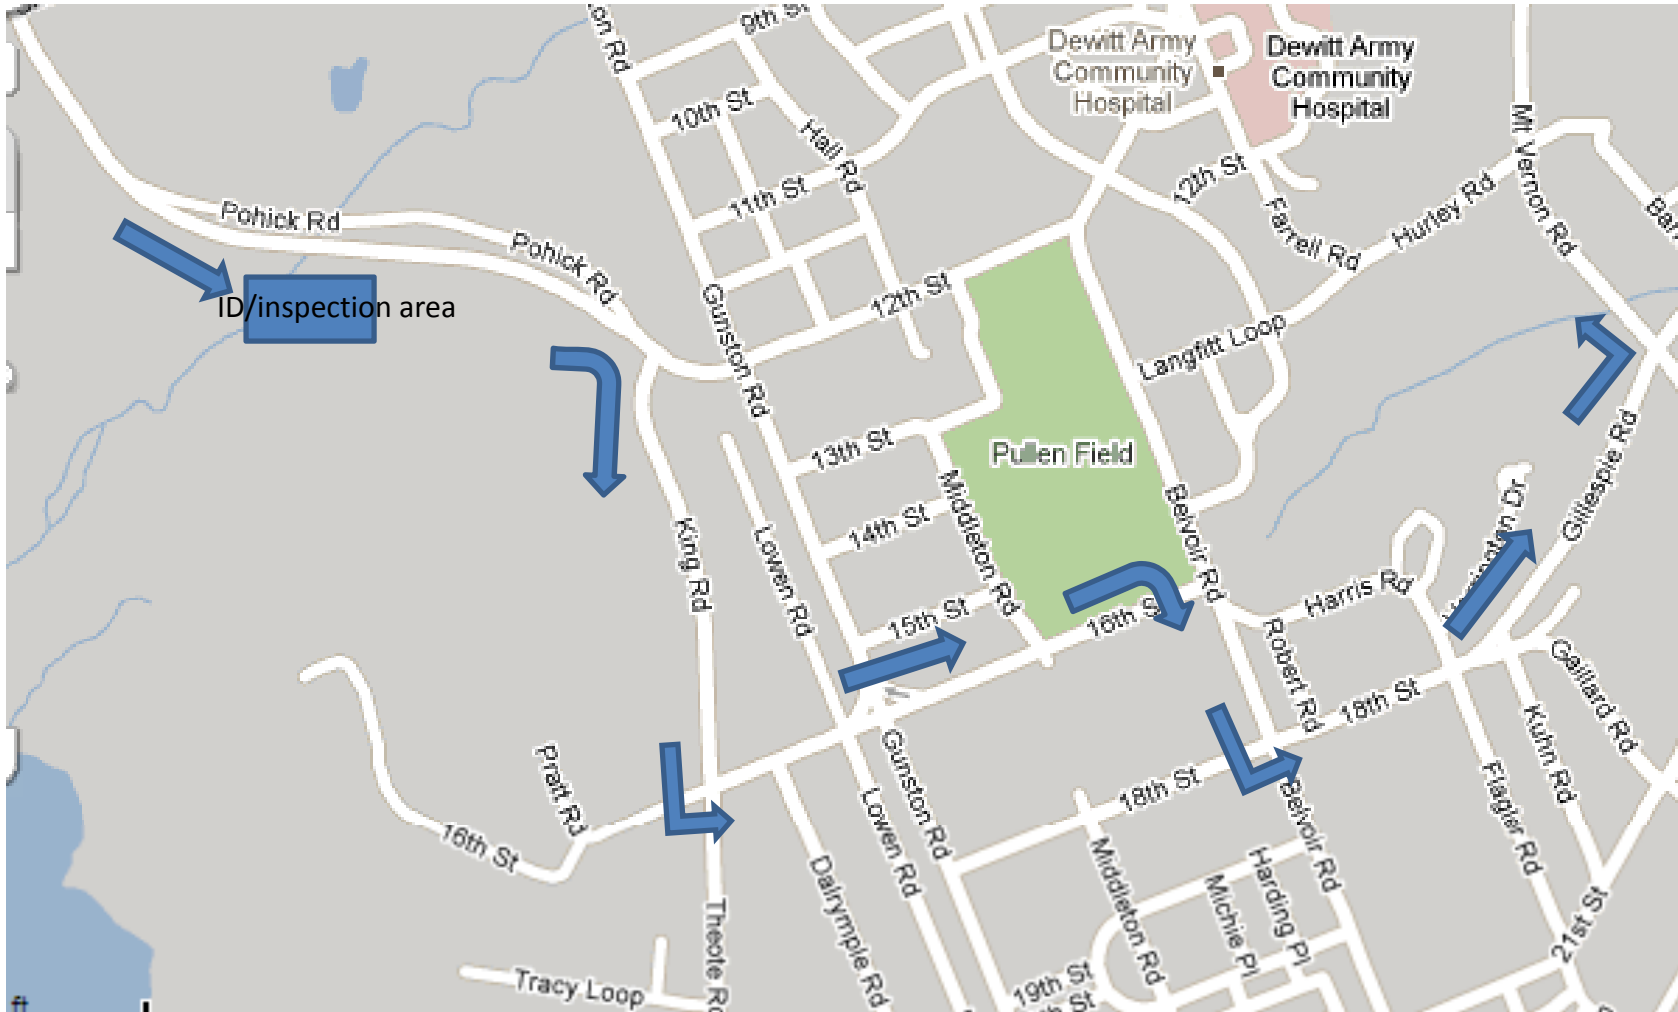 on Rd
9th St
Dewitt Army
Community
Hospital
Dewitt Army
Community
Hospital
10th St
Hall Rd
Mt Vernon Rd
12th St
11th St
Hurley Rd
Farrell Rd
Pohick Rd
Pohick Rd
ID/inspection area
Gunston Rd
12th St
Langfitt Loop
13th St
Pullen Field
Middleton Rd
Belvoir Rd
Gillespie Rd
14th St
King Rd
Lowen Rd
Harris Rd
15th St
16th St
Robert Rd
Gaillard Rd
18th St
Kuhn Rd
Pratt Rd
16th St
Gunston Rd
Lowen Rd
18th St
Belvoir Rd
Flagler Rd
Dalrymple Rd
Middleton Rd
Michie Pl
Harding Pl
21st St
Theote Rd
Tracy Loop
19th St
St
ft